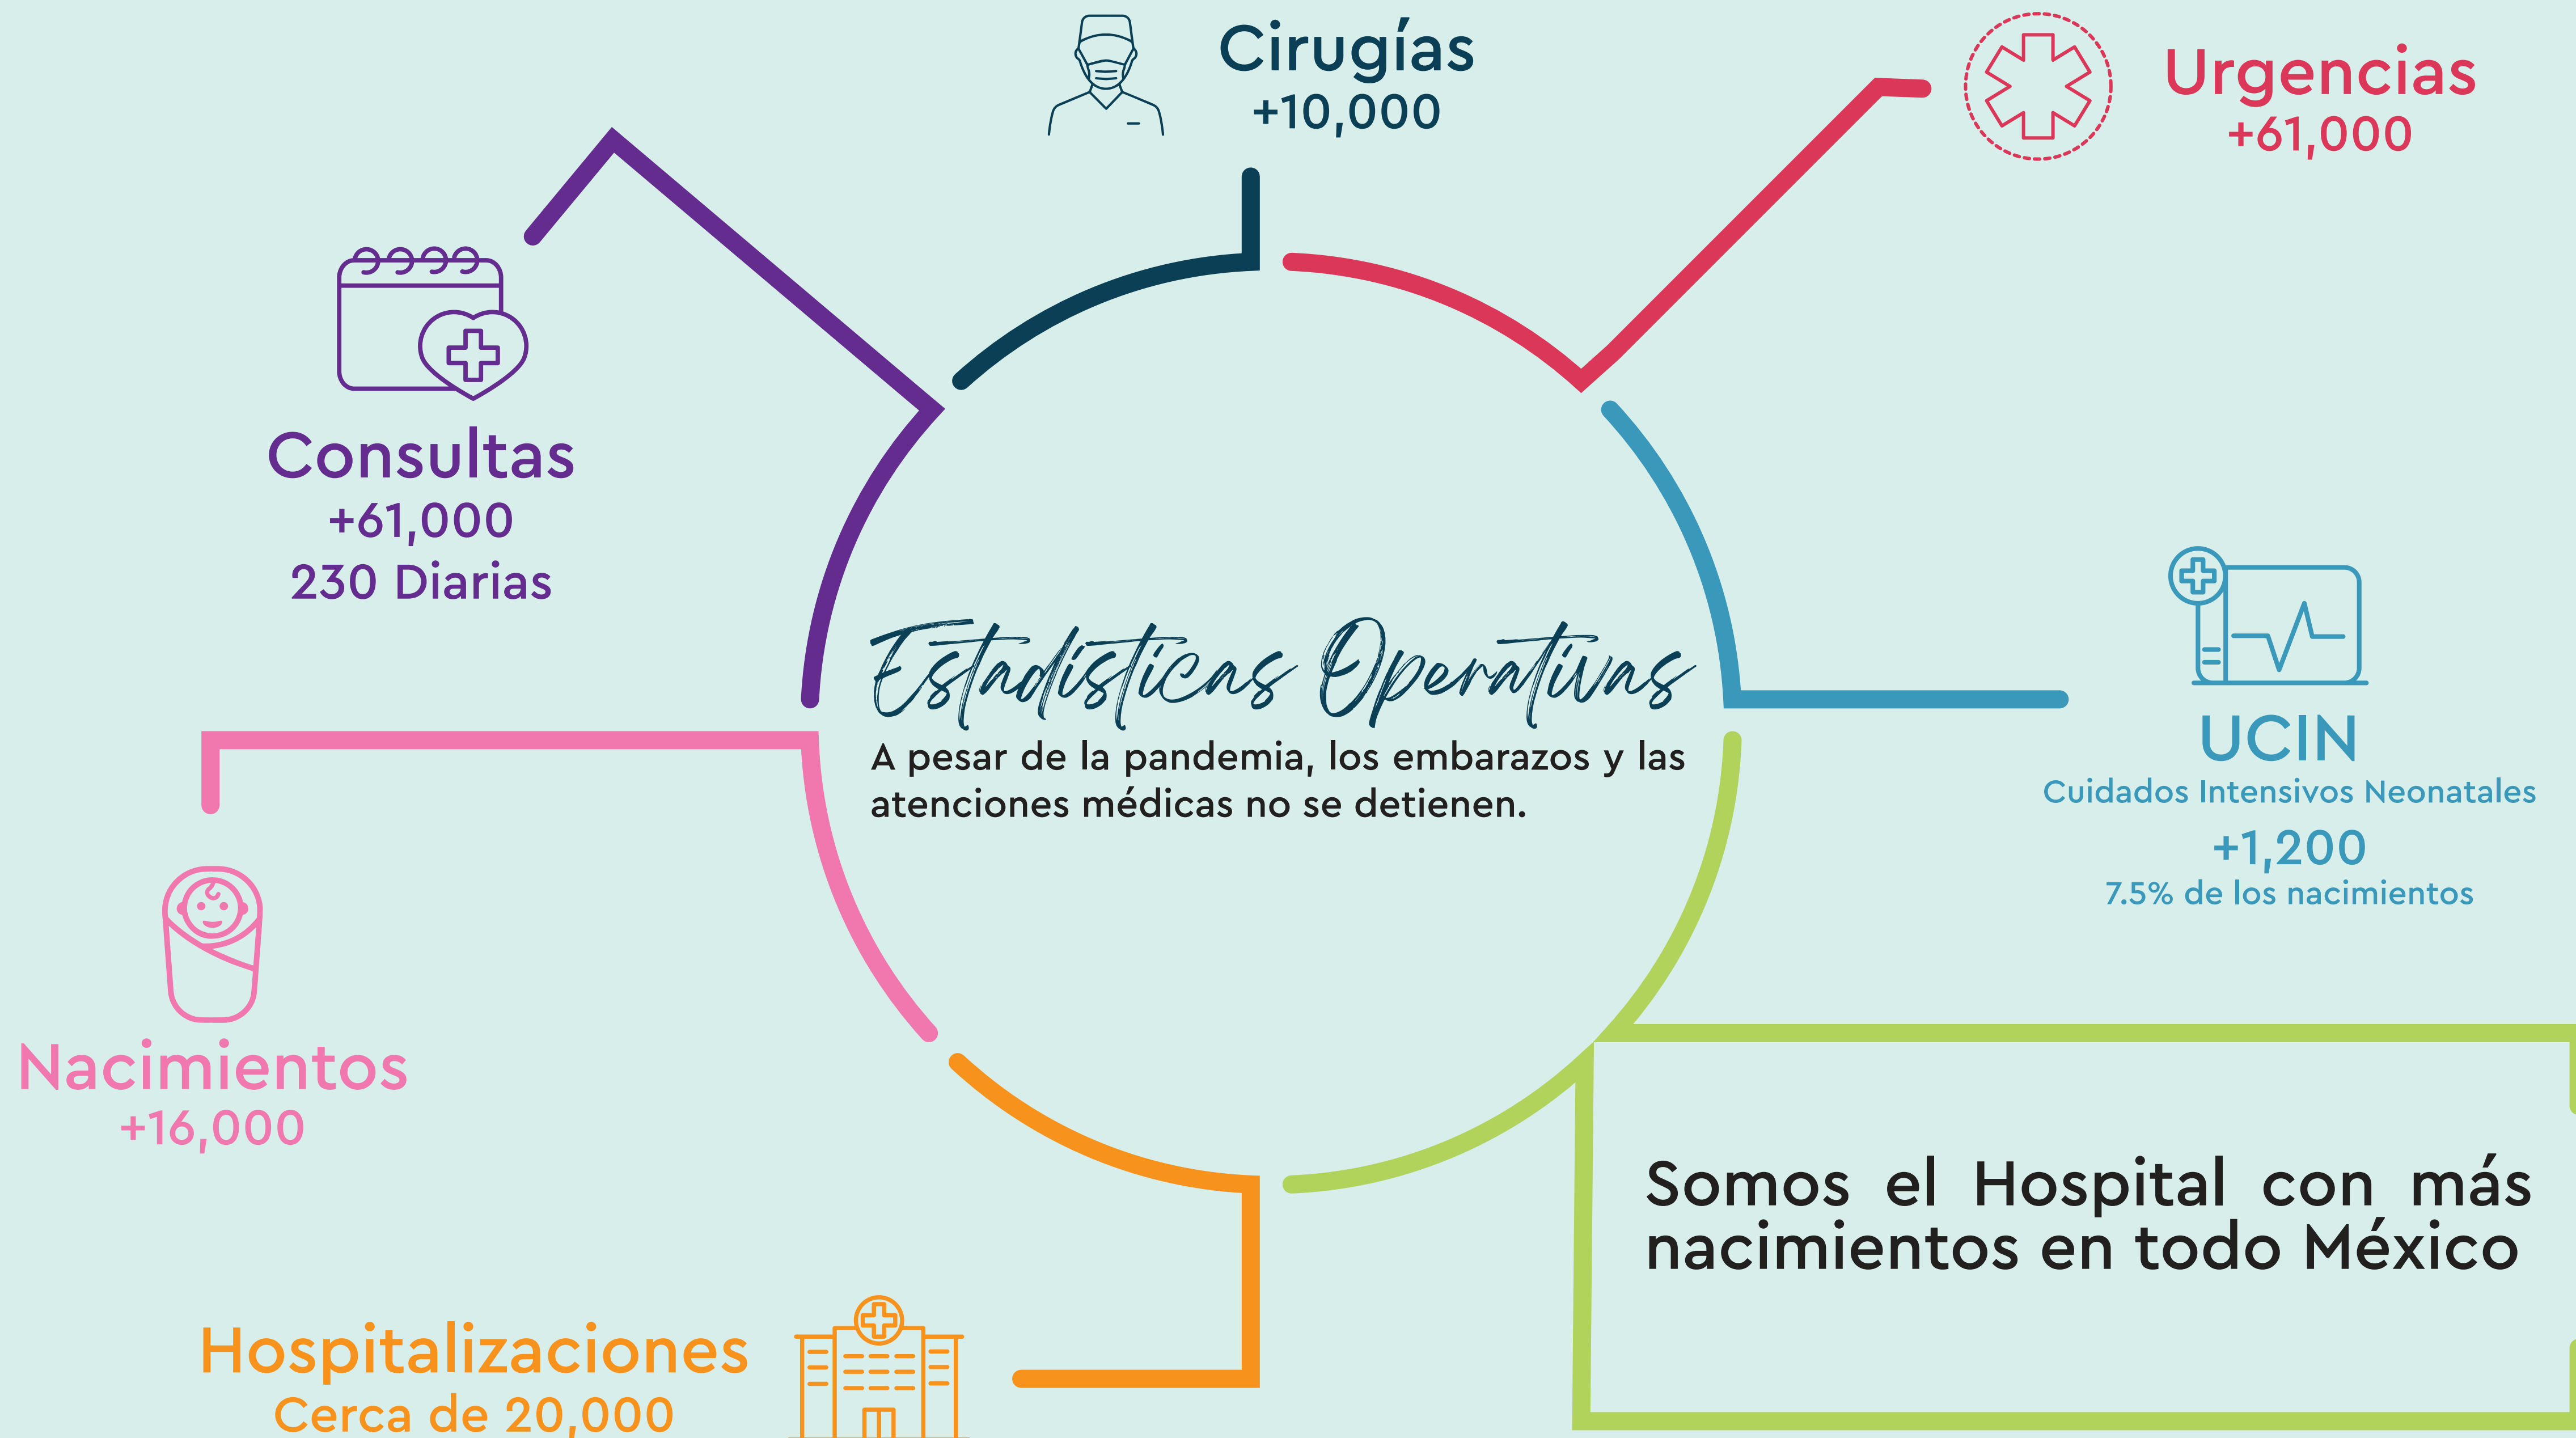 Cirugías
+10,000
Urgencias
+61,000
Consultas
+61,000
230 Diarias
Estadísticas Operativas
A pesar de la pandemia, los embarazos y las
atenciones médicas no se detienen.
UCIN
Cuidados Intensivos Neonatales
+1,200
7.5% de los nacimientos
Nacimientos
+16,000
Somos el Hospital con más
nacimientos en todo México
Hospitalizaciones
Cerca de 20,000